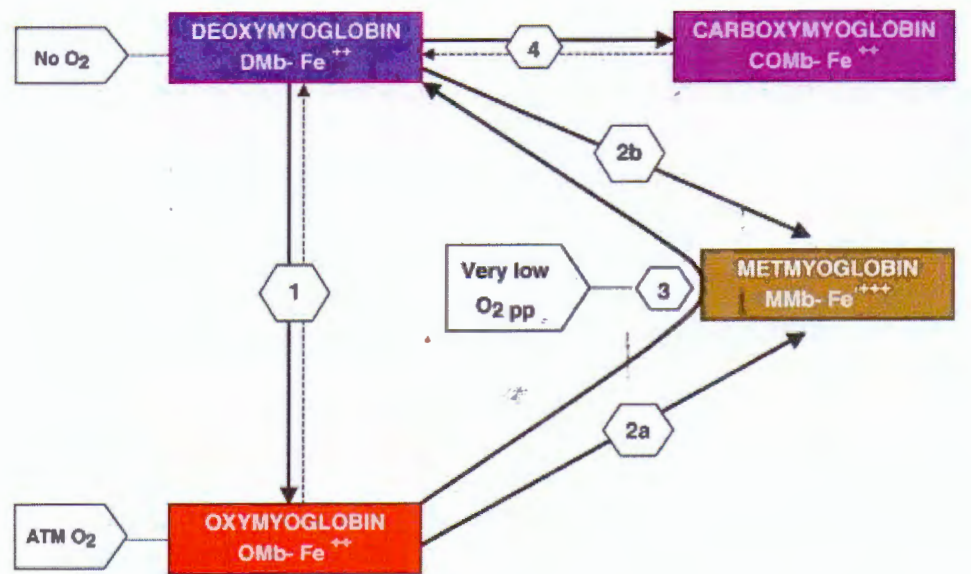 DEOXYMYOGLOBIN
DMb- Fe ++
No O2
4
CARBOXYMYOGLOBIN
COMb- Fe ++
2b
1
Very low
O2 pp
3
METMYOGLOBIN
MMb- Fe +++
2a
ATM O2
OXYMYOGLOBIN
OMb- Fe ++